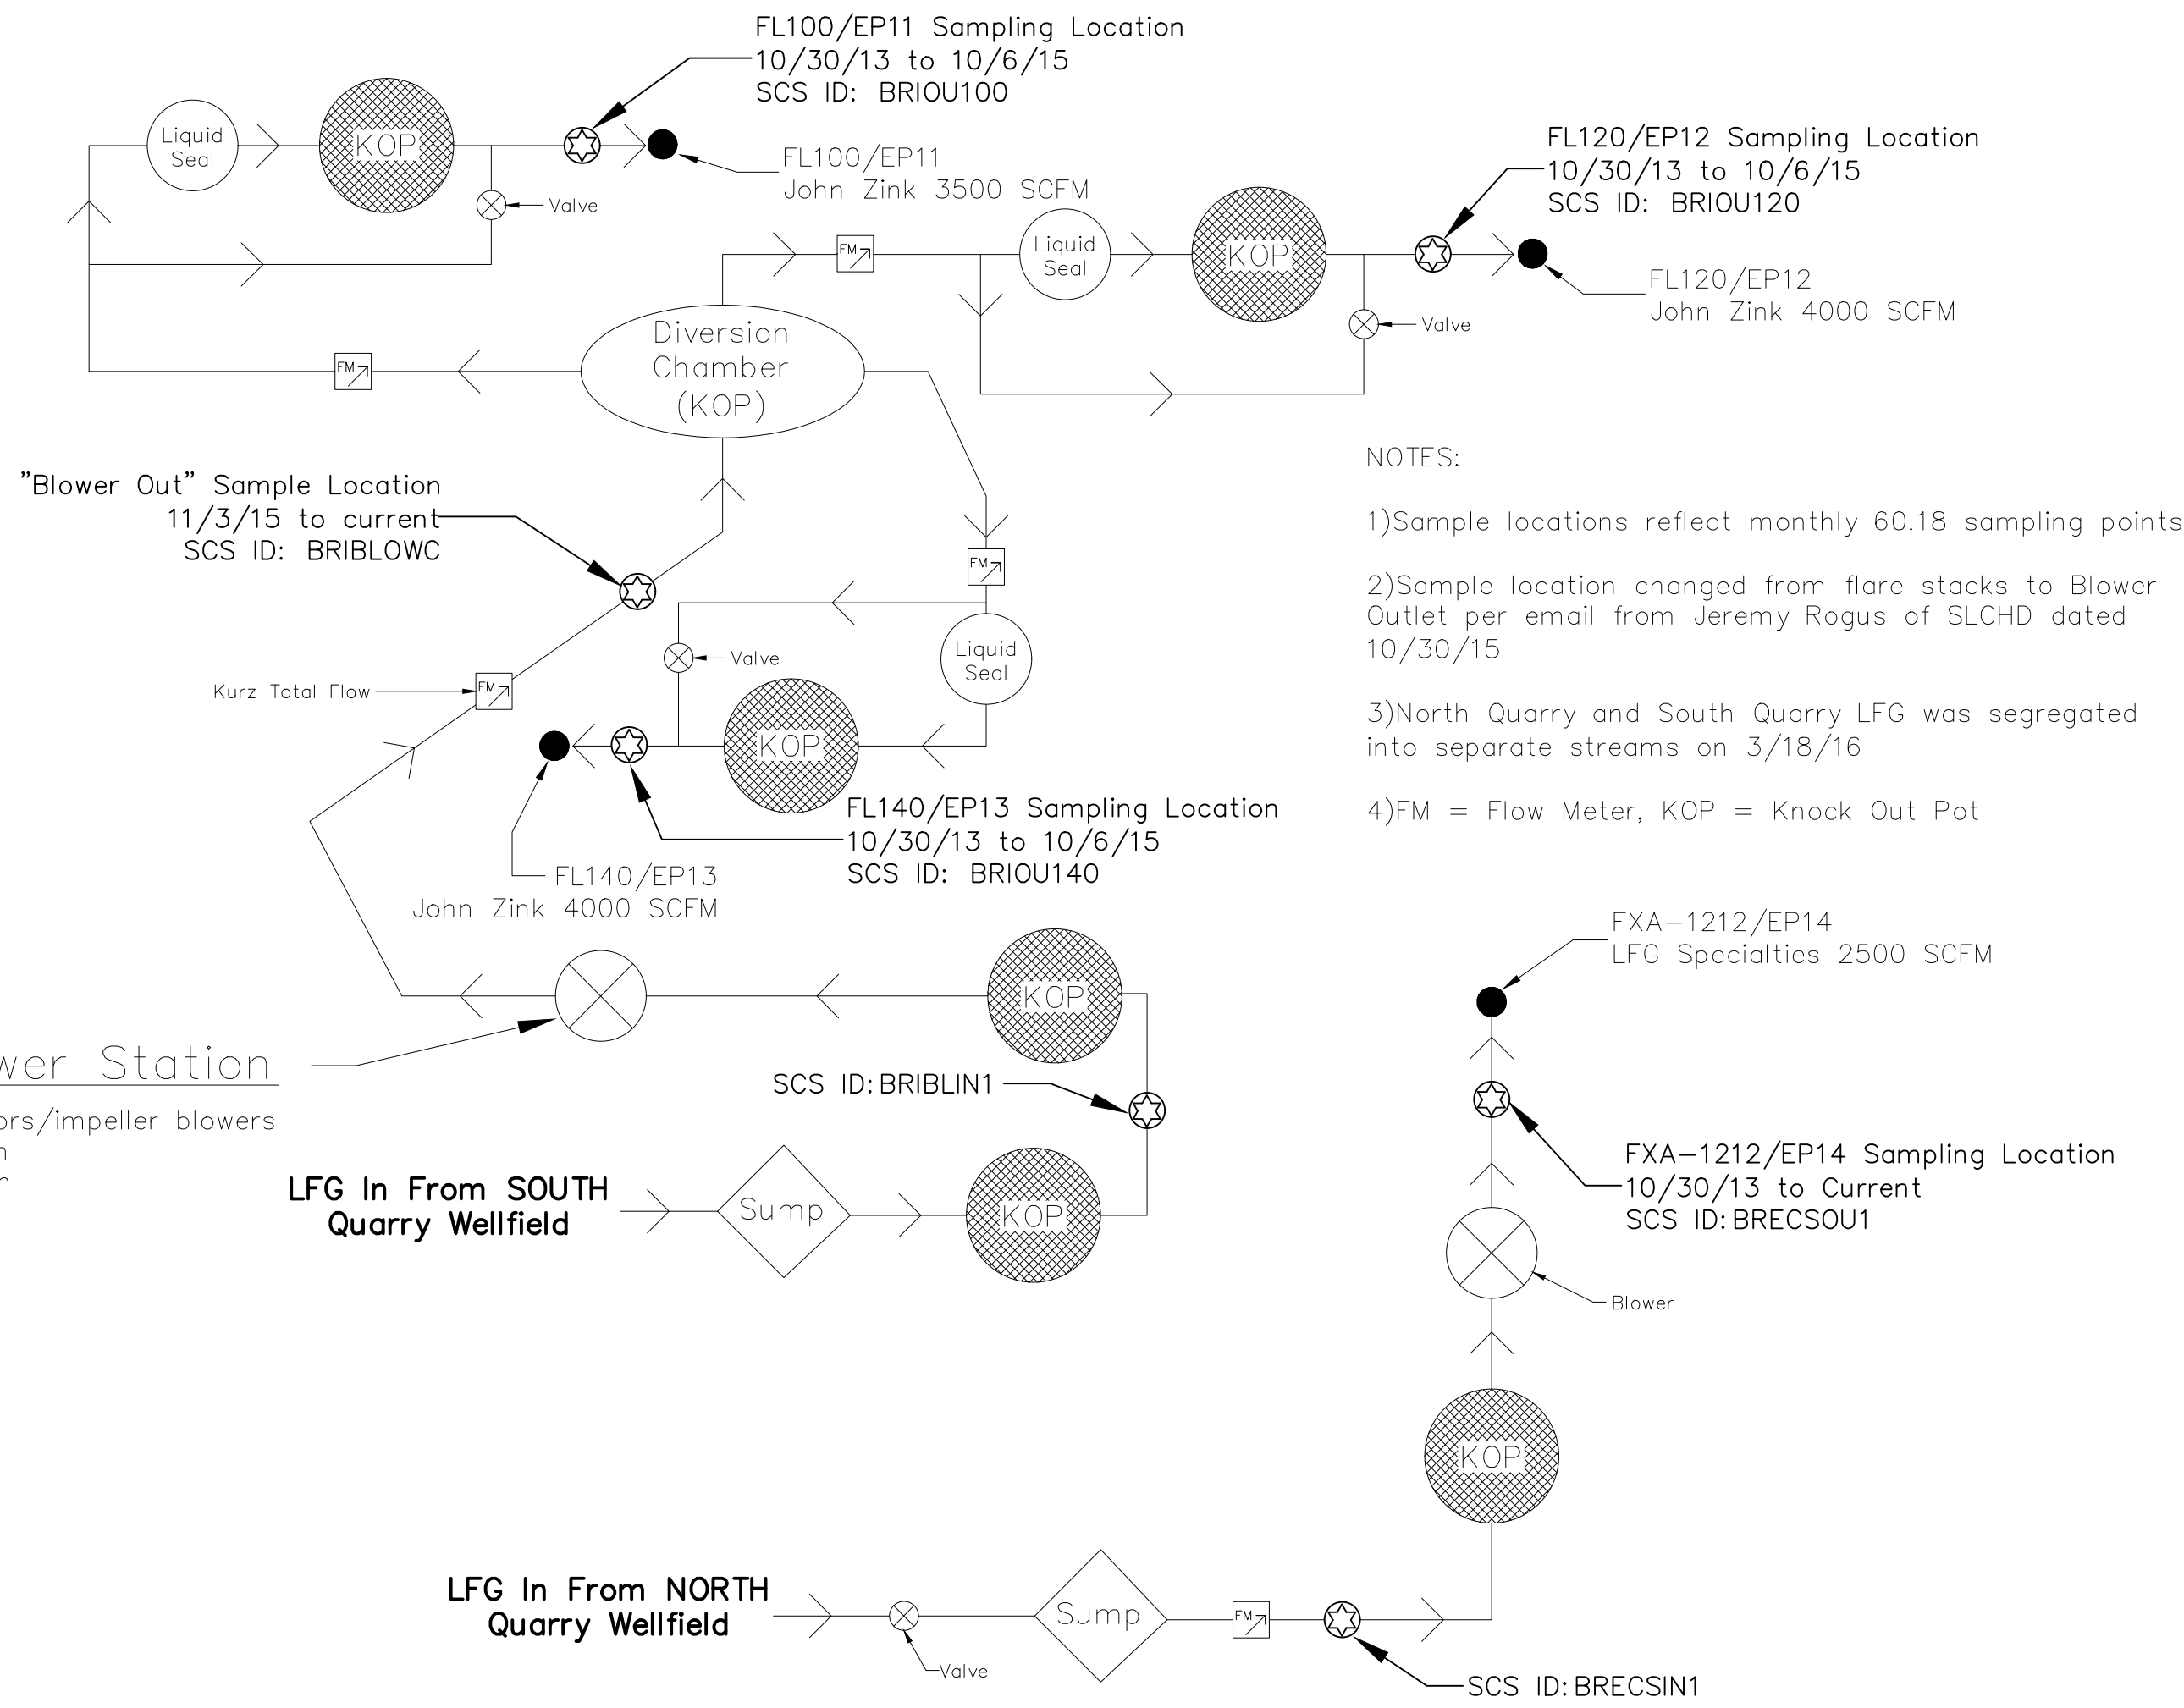 FL100/EP11 Sampling Location
10/30/13 to 10/6/15
SCS ID: BRIOU100
Liquid
Seal
KOP
FL100/EP11
John Zink 3500 SCFM
Valve
FL120/EP12 Sampling Location
10/30/13 to 10/6/15
SCS ID: BRIOU120
FM
Liquid
Seal
KOP
FL120/EP12
John Zink 4000 SCFM
Valve
FM
Diversion
Chamber
(KOP)
"Blower Out" Sample Location
11/3/15 to current
SCS ID: BRIBLOWC
NOTES:
1)Sample locations reflect monthly 60.18 sampling points
2)Sample location changed from flare stacks to Blower
Outlet per email from Jeremy Rogus of SLCHD dated
10/30/15
3)North Quarry and South Quarry LFG was segregated
into separate streams on 3/18/16
4)FM = Flow Meter, KOP = Knock Out Pot
FM
Liquid
Seal
Valve
Kurz Total Flow
FM
KOP
FL140/EP13 Sampling Location
10/30/13 to 10/6/15
SCS ID: BRIOU140
FL140/EP13
John Zink 4000 SCFM
FXA-1212/EP14
LFG Specialties 2500 SCFM
KOP
wer Station
ors/impeller blowers
SCS ID:BRIBLIN1
LFG In From SOUTH
Quarry Wellfield
Sump
KOP
FXA-1212/EP14 Sampling Location
10/30/13 to Current
SCS ID:BRECSOU1
Blower
KOP
LFG In From NORTH
Quarry Wellfield
Valve
Sump
FM
SCS ID:BRECSIN1